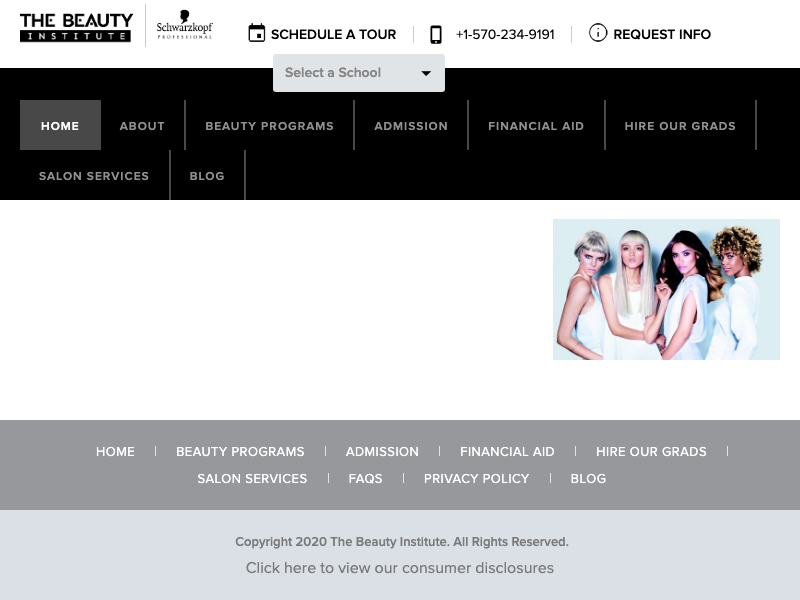 THE BEAUTY
INSTITUTE
Schwarzkopf
PROFESSIONAL
SCHEDULE A TOUR
+1-570-234-9191
REQUEST INFO
Select a School
HOME ABOUT BEAUTY PROGRAMS ADMISSION FINANCIAL AID HIRE OUR GRADS
SALON SERVICES BLOG
HOME BEAUTY PROGRAMS ADMISSION FINANCIAL AID HIRE OUR GRADS
SALON SERVICES FAQS PRIVACY POLICY BLOG
Copyright 2020 The Beauty Institute. All Rights Reserved.
Click here to view our consumer disclosures